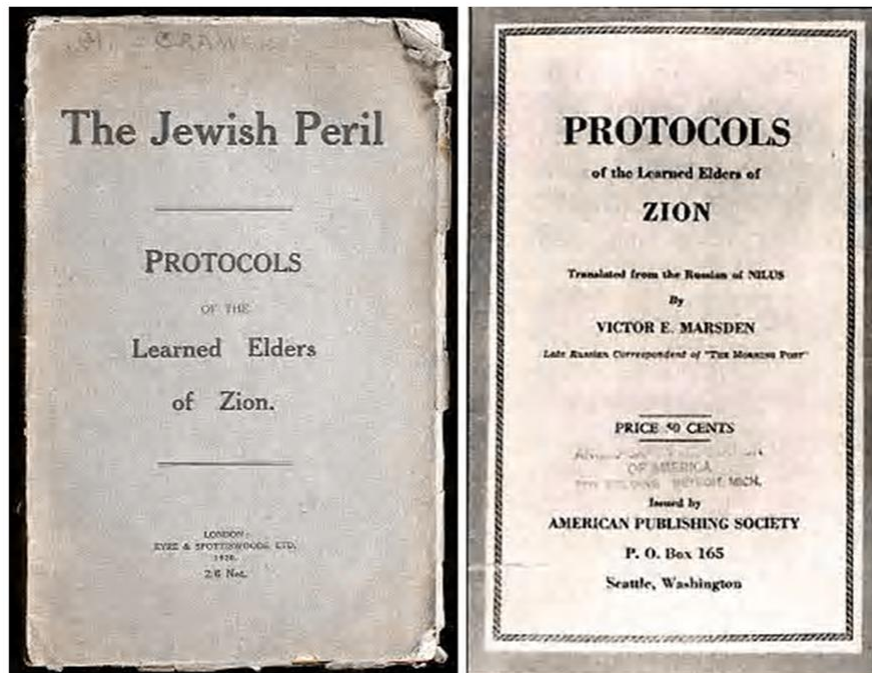 The Jewish Peril
PROTOCOLS
OF THE
Learned Elders
of Zion.
LONDON:
EYRE & SPOTTISWOODE, LTD.
1920.
2/6 Net.
PROTOCOLS
of the Learned Elders of
ZION
Translated from the Russian of NILUS
By
VICTOR E. MARSDEN
Late Russian Correspondent of "THE MORNING POST"
PRICE 50 CENTS
OF AMERICA
DETROIT, MICH.
Issued by
AMERICAN PUBLISHING SOCIETY
P. O. Box 165
Seattle, Washington